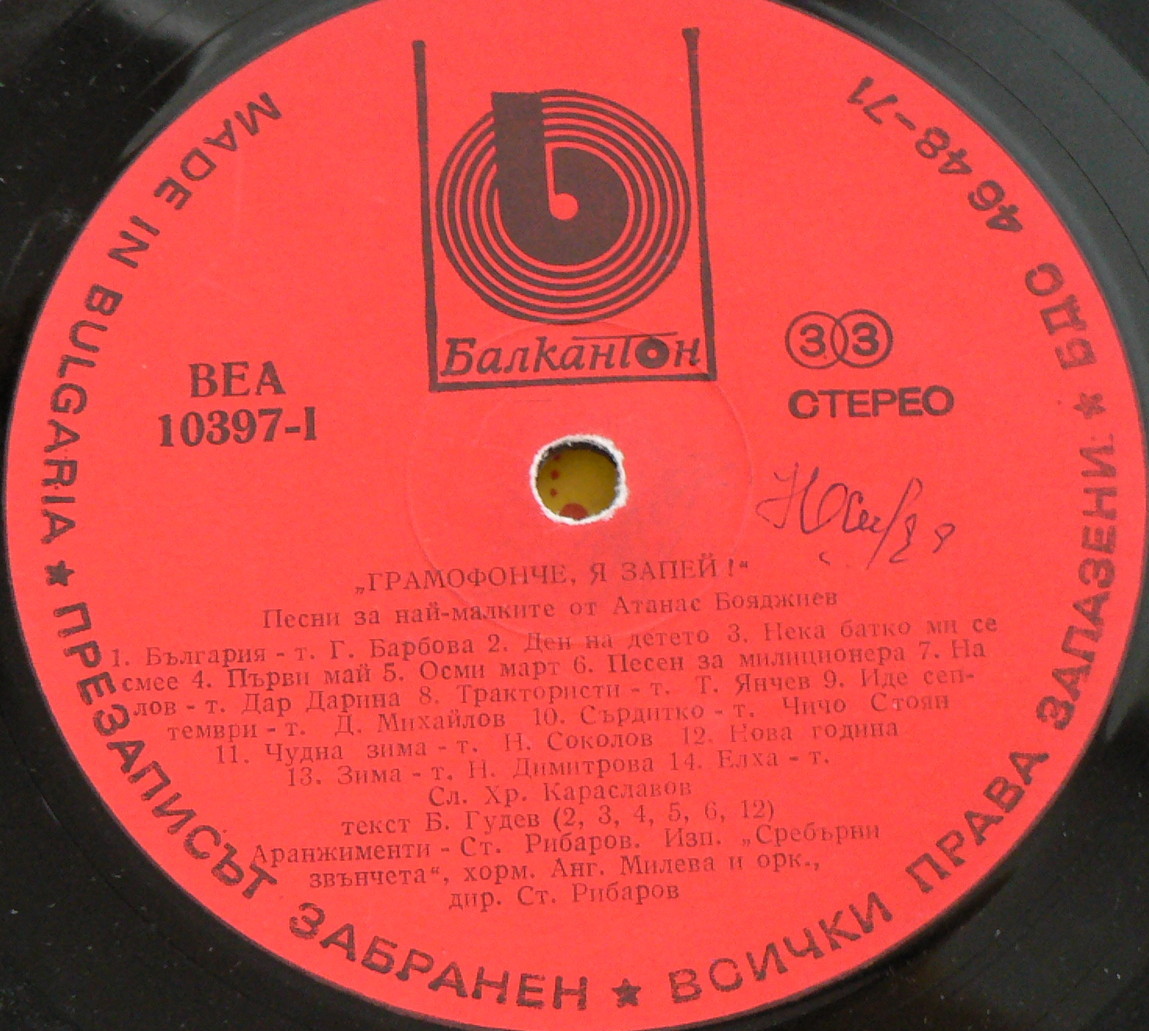 Балкантон
ВЕА
10397-I
33
СТЕРЕО
„ГРАМОФОНЧЕ, Я ЗАПЕЙ!“
Песни за най-малките от Атанас Бояджиев
1. България - т. Г. Барбова 2. Ден на детето 3. Нека батко ми се
смее 4. Първи май 5. Осми март 6. Песен за милиционера 7. На
лов - т. Дар Дарина 8. Трактористи - т. Т. Янчев 9. Иде сеп-
тември - т. Д. Михайлов 10. Сърдитко - т. Чичо Стоян
11. Чудна зима - т. Н. Соколов 12. Нова година
13. Зима - т. Н. Димитрова 14. Елха - т.
Сл. Хр. Караславов
текст Б. Гудев (2, 3, 4, 5, 6, 12)
Аранжименти - Ст. Рибаров. Изп. „Сребърни
звънчета“, хорм. Анг. Милева и орк.,
дир. Ст. Рибаров
MADE IN BULGARIA ★ ПРЕЗАПИСЪТ ЗАБРАНЕН ★ ВСИЧКИ ПРАВА ЗАПАЗЕНИ ★ БДС 4648-71